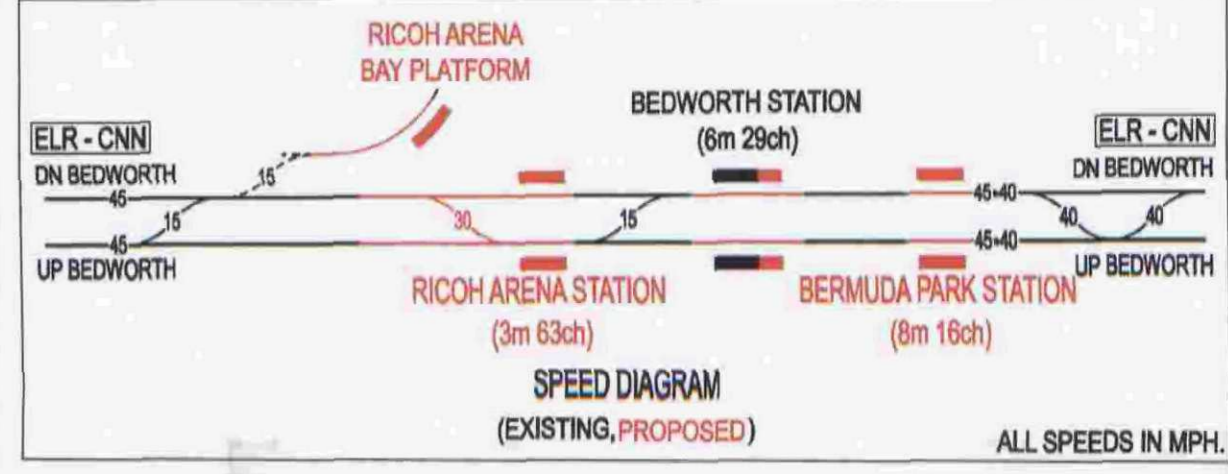 RICOH ARENA
BAY PLATFORM
BEDWORTH STATION
(6m 29ch)
ELR - CNN
ELR - CNN
DN BEDWORTH
DN BEDWORTH
15
45
45•40
15
30
15
40
40
45
45•40
UP BEDWORTH
UP BEDWORTH
RICOH ARENA STATION
(3m 63ch)
BERMUDA PARK STATION
(8m 16ch)
SPEED DIAGRAM
(EXISTING, PROPOSED)
ALL SPEEDS IN MPH.